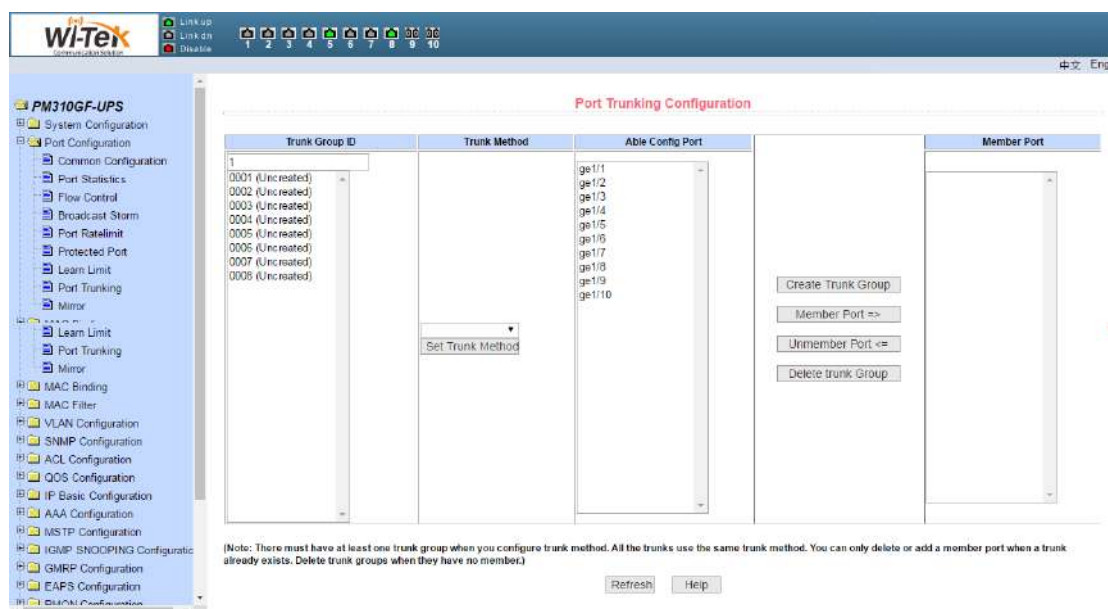 Wi-Tek
Link up
Link dn
Disable
1 2 3 4 5 6 7 8 9 10
中文 Eng
PM310GF-UPS
System Configuration
Port Configuration
Common Configuration
Port Statistics
Flow Control
Broadcast Storm
Port Ratelimit
Protected Port
Learn Limit
Port Trunking
Mirror
Learn Limit
Port Trunking
Mirror
MAC Binding
MAC Filter
VLAN Configuration
SNMP Configuration
ACL Configuration
QOS Configuration
IP Basic Configuration
AAA Configuration
MSTP Configuration
IGMP SNOOPING Configuratic
GMRP Configuration
EAPS Configuration
RMON Configuration
Port Trunking Configuration
Trunk Group ID
1
0001 (Uncreated)
0002 (Uncreated)
0003 (Uncreated)
0004 (Uncreated)
0005 (Uncreated)
0006 (Uncreated)
0007 (Uncreated)
0008 (Uncreated)
Trunk Method
Set Trunk Method
Able Config Port
ge1/1
ge1/2
ge1/3
ge1/4
ge1/5
ge1/6
ge1/7
ge1/8
ge1/9
ge1/10
Create Trunk Group
Member Port =>
Unmember Port <=
Delete trunk Group
Member Port
(Note: There must have at least one trunk group when you configure trunk method. All the trunks use the same trunk method. You can only delete or add a member port when a trunk
already exists. Delete trunk groups when they have no member.)
Refresh Help